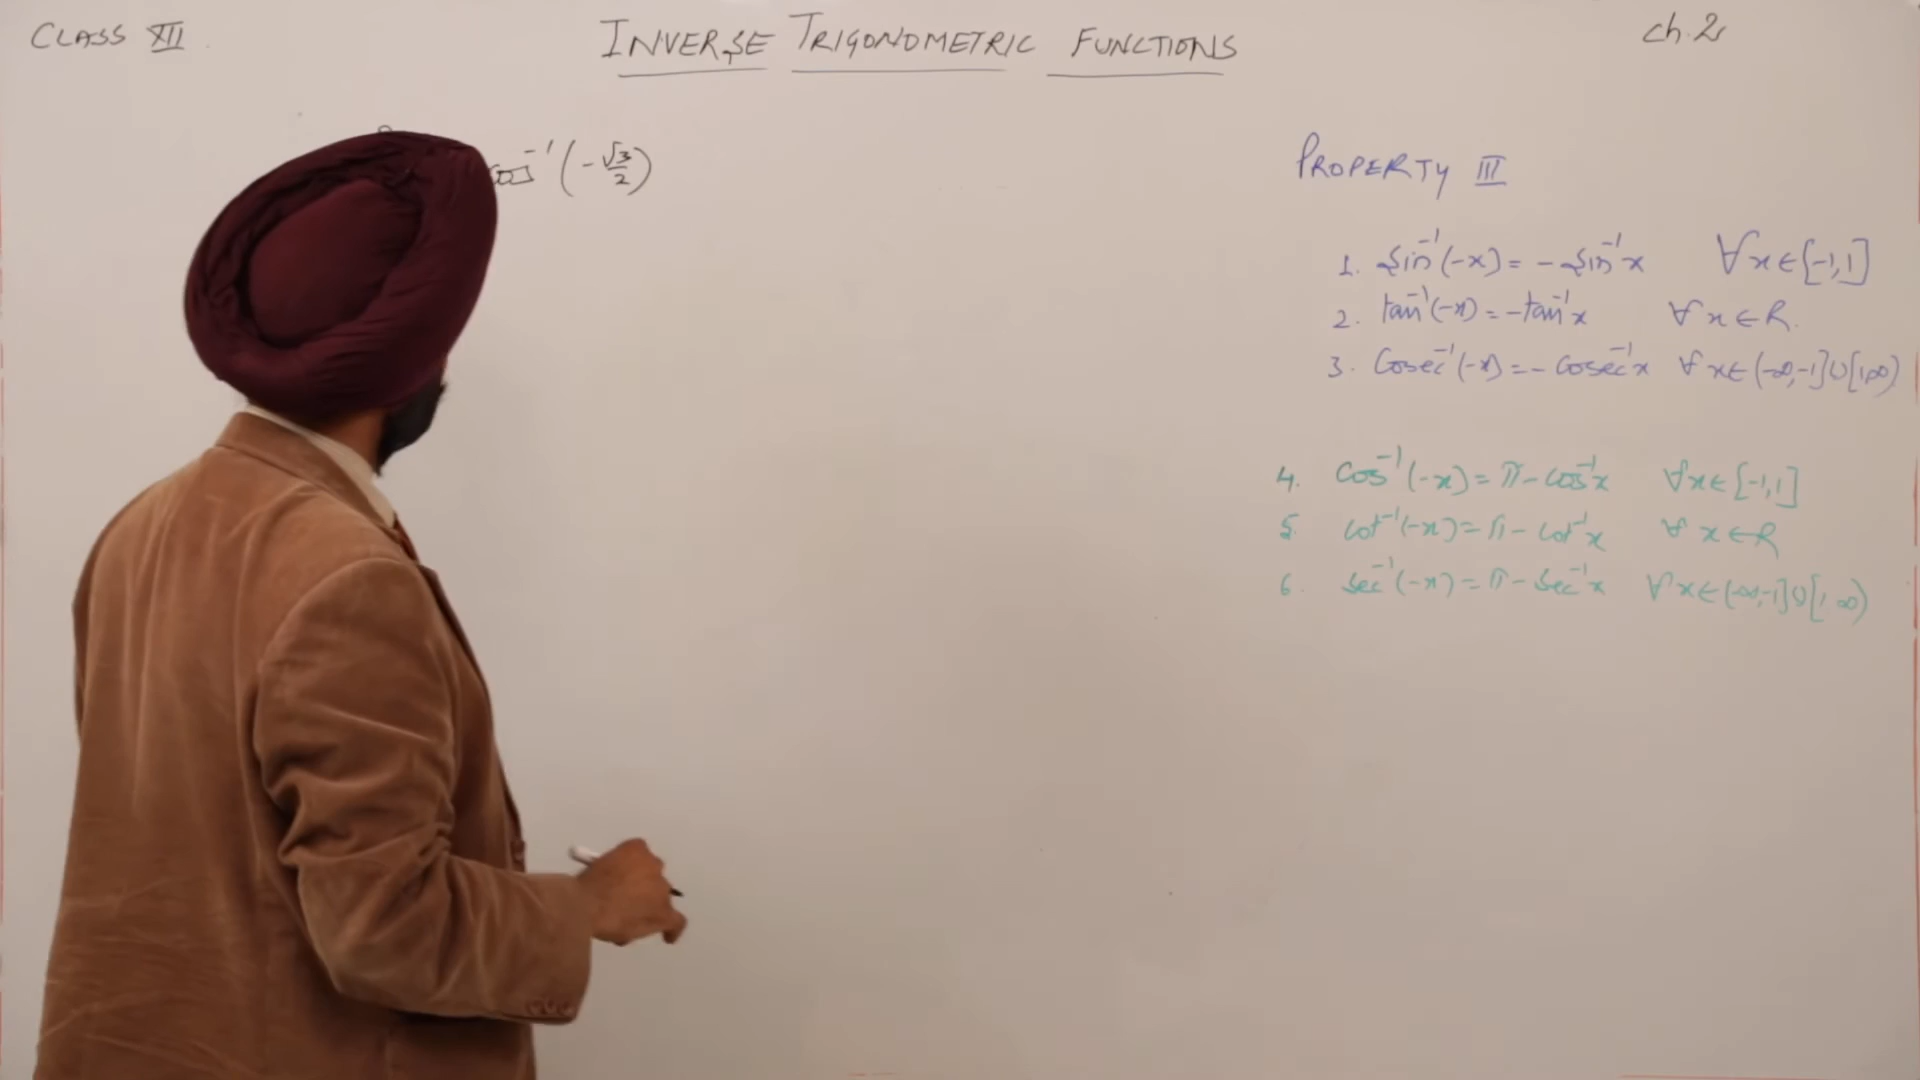 CLASS XII
INVERSE TRIGONOMETRIC FUNCTIONS
Ch. 2
cos⁻¹(-√3/2)
PROPERTY III
1. Sin⁻¹(-x) = - Sin⁻¹x ∀ x ∈ [-1,1]
2. tan⁻¹(-x) = - tan⁻¹x ∀ x ∈ R.
3. Cosec⁻¹(-x) = - Cosec⁻¹x ∀ x ∈ (-∞,-1] ∪ [1,∞)
4. Cos⁻¹(-x) = π - cos⁻¹x ∀ x ∈ [-1,1]
5. Cot⁻¹(-x) = π - Cot⁻¹x ∀ x ∈ R
6. Sec⁻¹(-x) = π - Sec⁻¹x ∀ x ∈ (-∞,-1] ∪ [1,∞)